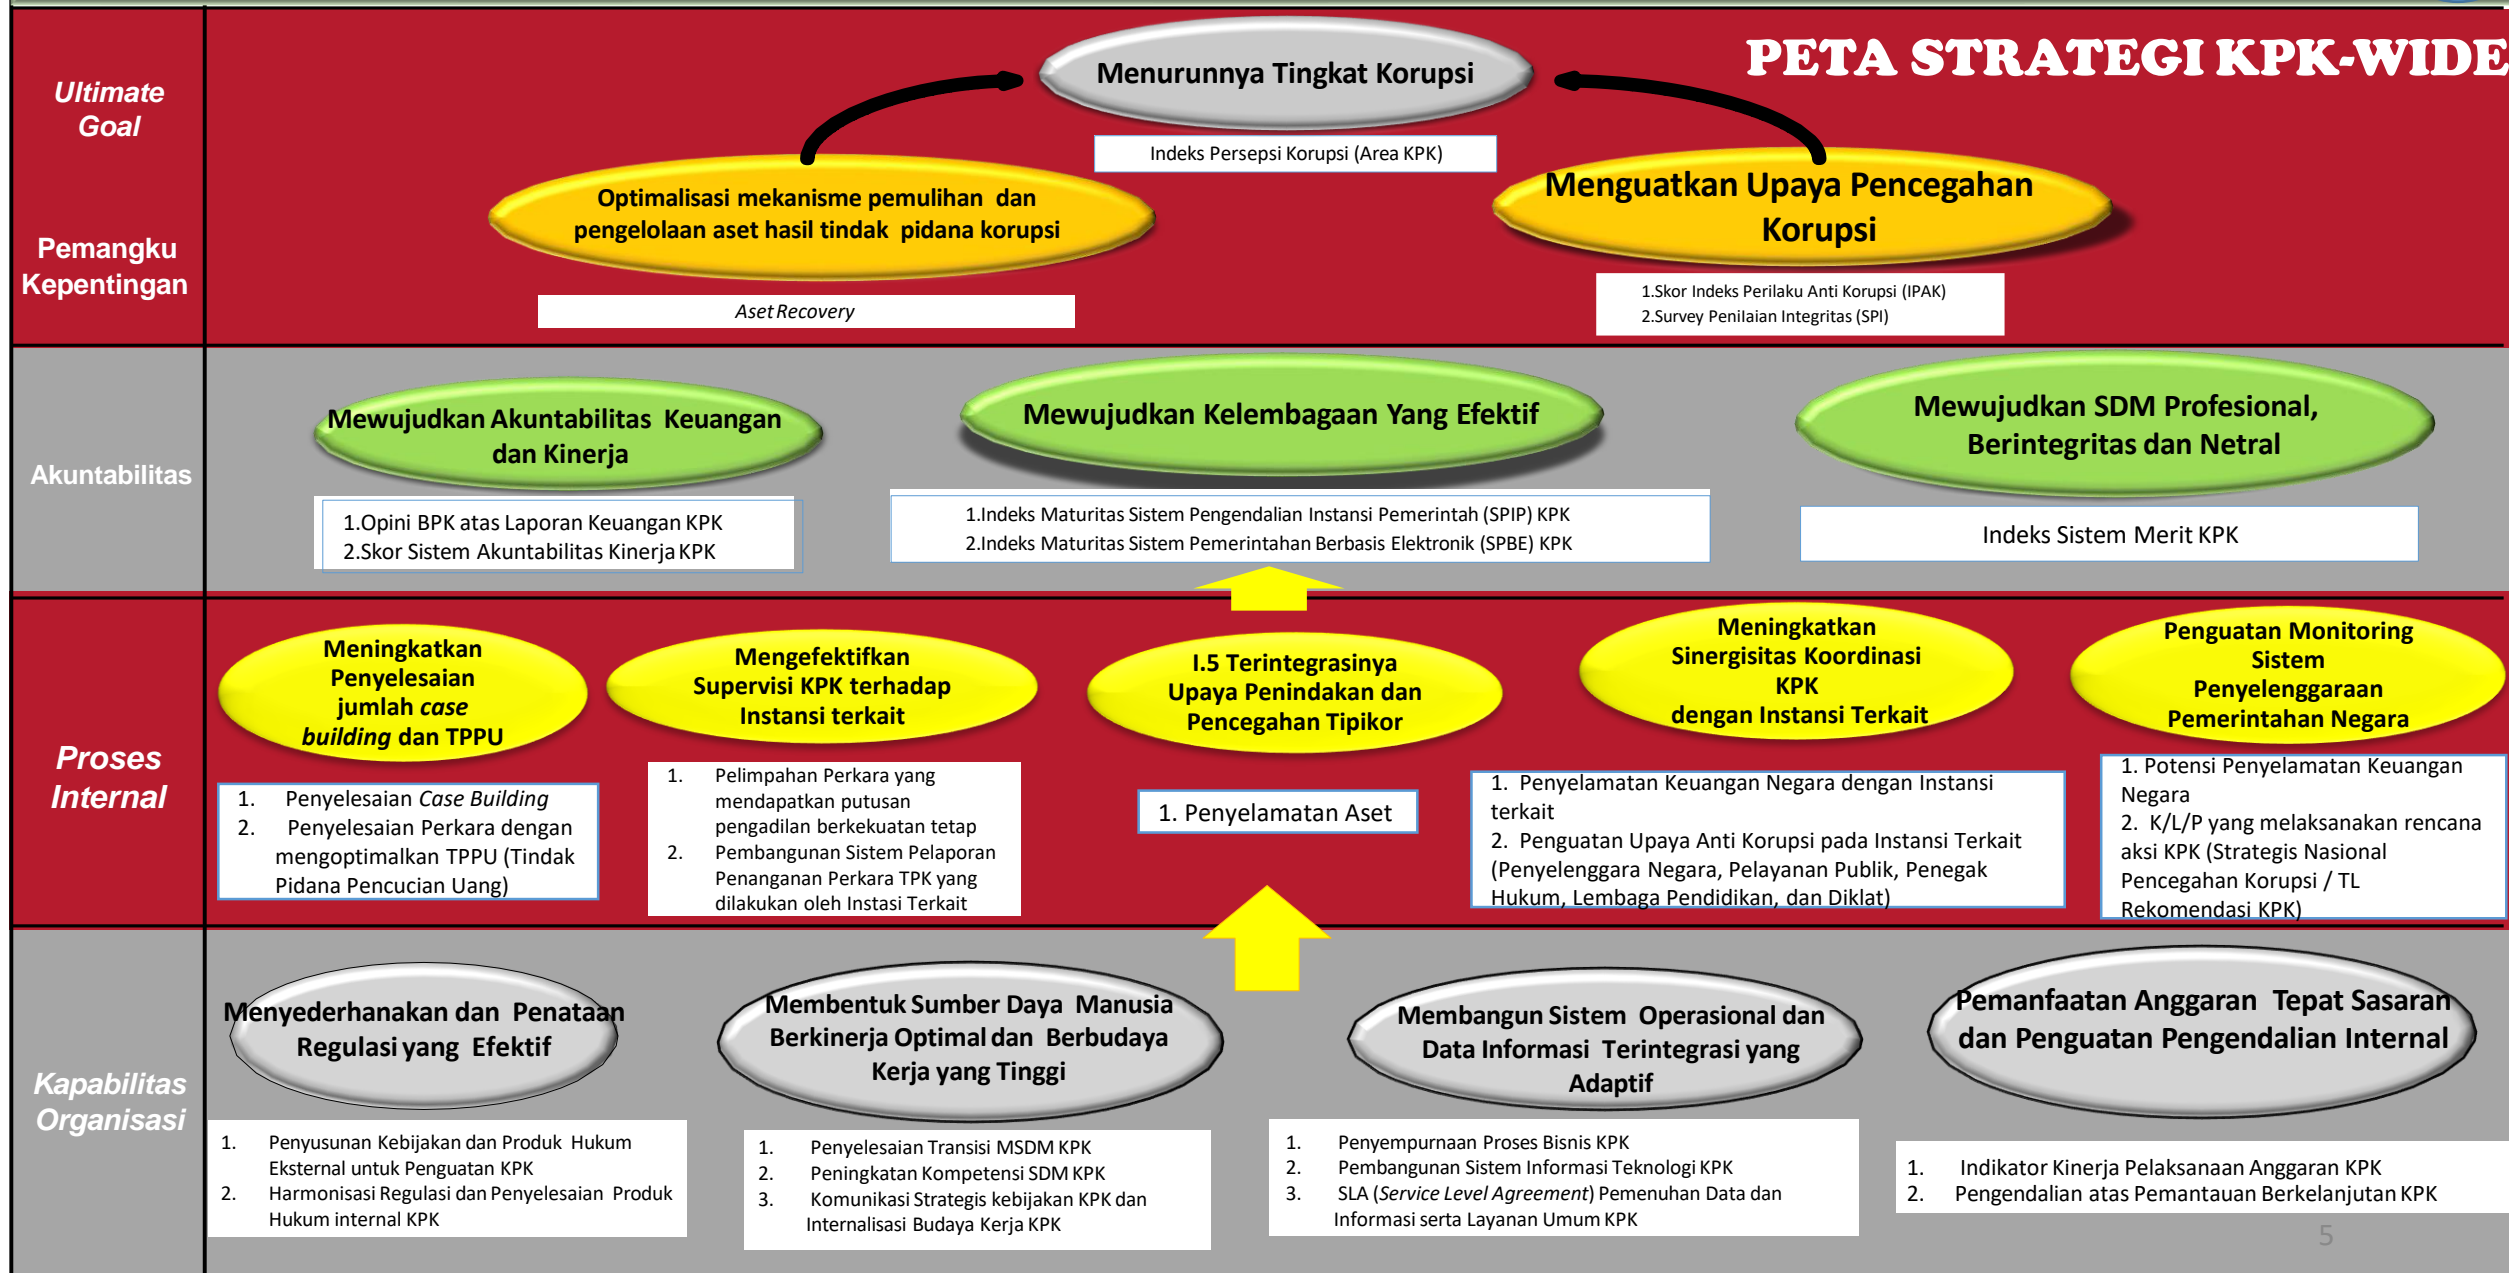 PETA STRATEGI KPK-WIDE
Ultimate
Goal
Menurunnya Tingkat Korupsi
Indeks Persepsi Korupsi (Area KPK)
Pemangku
Kepentingan
Optimalisasi mekanisme pemulihan dan
pengelolaan aset hasil tindak pidana korupsi
Aset Recovery
Menguatkan Upaya Pencegahan
Korupsi
1.Skor Indeks Perilaku Anti Korupsi (IPAK)
2.Survey Penilaian Integritas (SPI)
Akuntabilitas
Mewujudkan Akuntabilitas Keuangan
dan Kinerja
1.Opini BPK atas Laporan Keuangan KPK
2.Skor Sistem Akuntabilitas Kinerja KPK
Mewujudkan Kelembagaan Yang Efektif
1.Indeks Maturitas Sistem Pengendalian Instansi Pemerintah (SPIP) KPK
2.Indeks Maturitas Sistem Pemerintahan Berbasis Elektronik (SPBE) KPK
Mewujudkan SDM Profesional,
Berintegritas dan Netral
Indeks Sistem Merit KPK
Proses
Internal
Meningkatkan
Penyelesaian
jumlah case
building dan TPPU
1. Penyelesaian Case Building
2. Penyelesaian Perkara dengan
mengoptimalkan TPPU (Tindak
Pidana Pencucian Uang)
Mengefektifkan
Supervisi KPK terhadap
Instansi terkait
1. Pelimpahan Perkara yang
mendapatkan putusan
pengadilan berkekuatan tetap
2. Pembangunan Sistem Pelaporan
Penanganan Perkara TPK yang
dilakukan oleh Instasi Terkait
I.5 Terintegrasinya
Upaya Penindakan dan
Pencegahan Tipikor
1. Penyelamatan Aset
Meningkatkan
Sinergisitas Koordinasi
KPK
dengan Instansi Terkait
1. Penyelamatan Keuangan Negara dengan Instansi
terkait
2. Penguatan Upaya Anti Korupsi pada Instansi Terkait
(Penyelenggara Negara, Pelayanan Publik, Penegak
Hukum, Lembaga Pendidikan, dan Diklat)
Penguatan Monitoring
Sistem
Penyelenggaraan
Pemerintahan Negara
1. Potensi Penyelamatan Keuangan
Negara
2. K/L/P yang melaksanakan rencana
aksi KPK (Strategis Nasional
Pencegahan Korupsi / TL
Rekomendasi KPK)
Kapabilitas
Organisasi
Menyederhanakan dan Penataan
Regulasi yang Efektif
1. Penyusunan Kebijakan dan Produk Hukum
Eksternal untuk Penguatan KPK
2. Harmonisasi Regulasi dan Penyelesaian Produk
Hukum internal KPK
Membentuk Sumber Daya Manusia
Berkinerja Optimal dan Berbudaya
Kerja yang Tinggi
1. Penyelesaian Transisi MSDM KPK
2. Peningkatan Kompetensi SDM KPK
3. Komunikasi Strategis kebijakan KPK dan
Internalisasi Budaya Kerja KPK
Membangun Sistem Operasional dan
Data Informasi Terintegrasi yang
Adaptif
1. Penyempurnaan Proses Bisnis KPK
2. Pembangunan Sistem Informasi Teknologi KPK
3. SLA (Service Level Agreement) Pemenuhan Data dan
Informasi serta Layanan Umum KPK
Pemanfaatan Anggaran Tepat Sasaran
dan Penguatan Pengendalian Internal
1. Indikator Kinerja Pelaksanaan Anggaran KPK
2. Pengendalian atas Pemantauan Berkelanjutan KPK
5